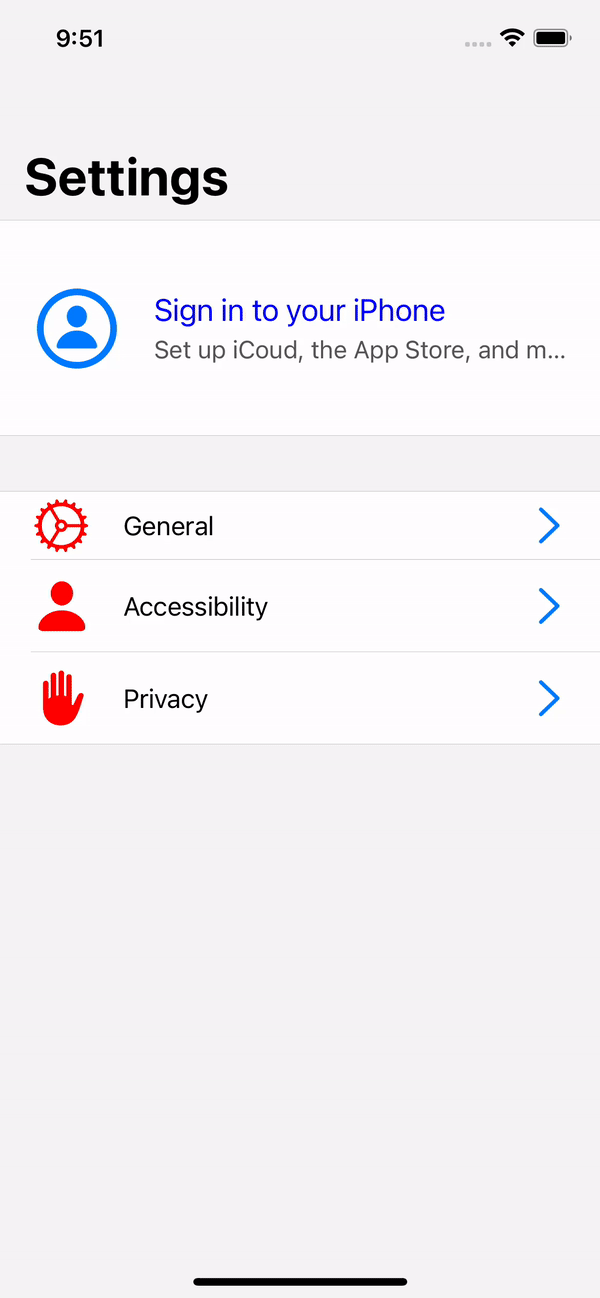 9:51
Settings
Sign in to your iPhone
Set up iCoud, the App Store, and m...
General
Accessibility
Privacy